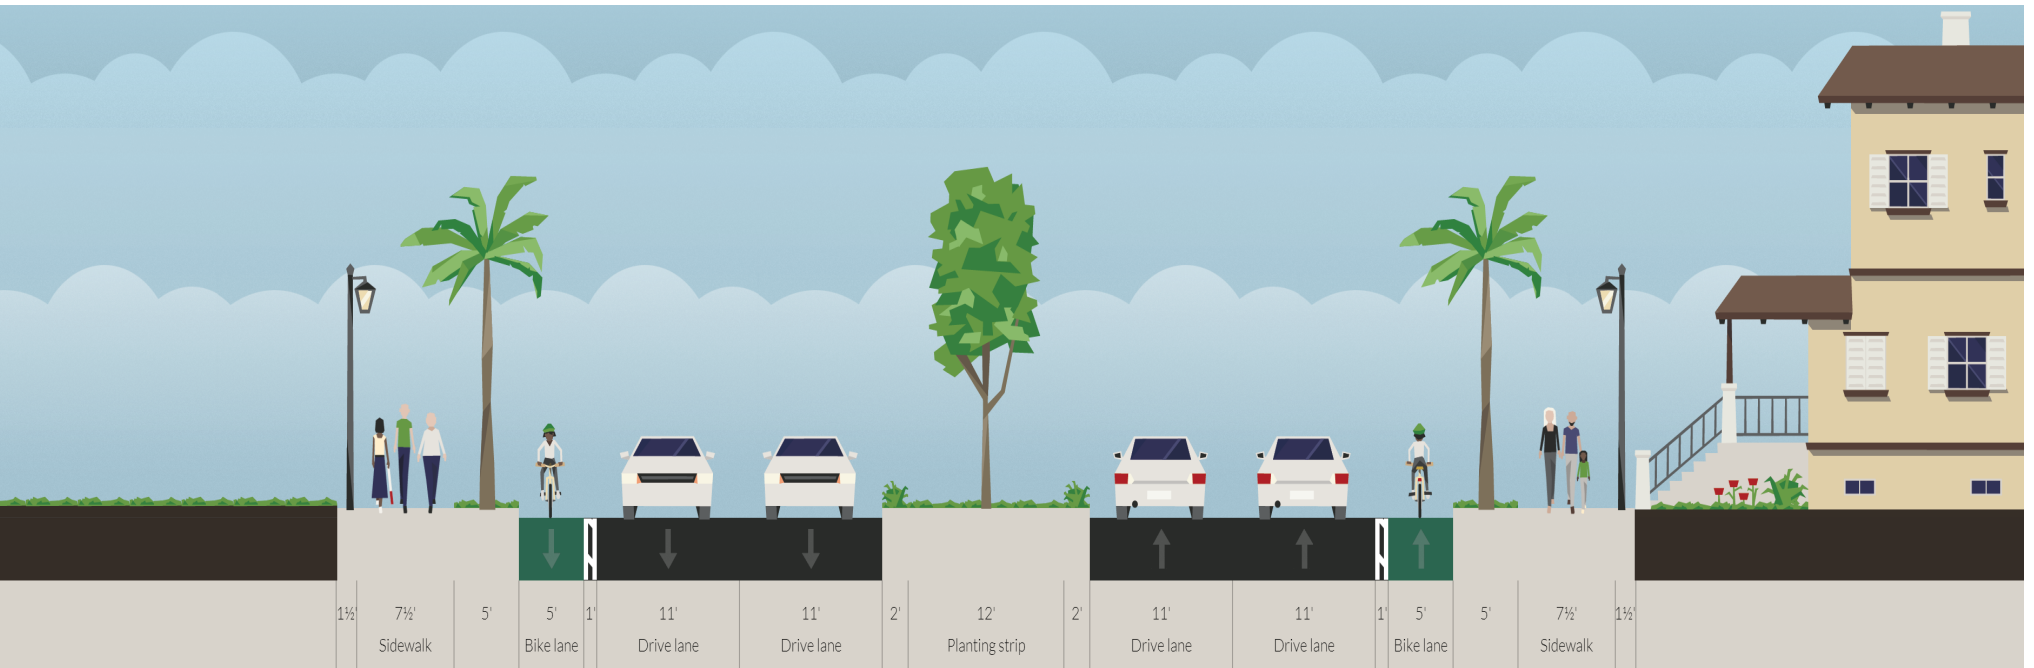 1½' 7½' 5' 5' 1' 11' 11' 2' 12' 2' 11' 11' 1' 5' 5' 7½' 1½'
Sidewalk Bike lane Drive lane Drive lane Planting strip Drive lane Drive lane Bike lane Sidewalk